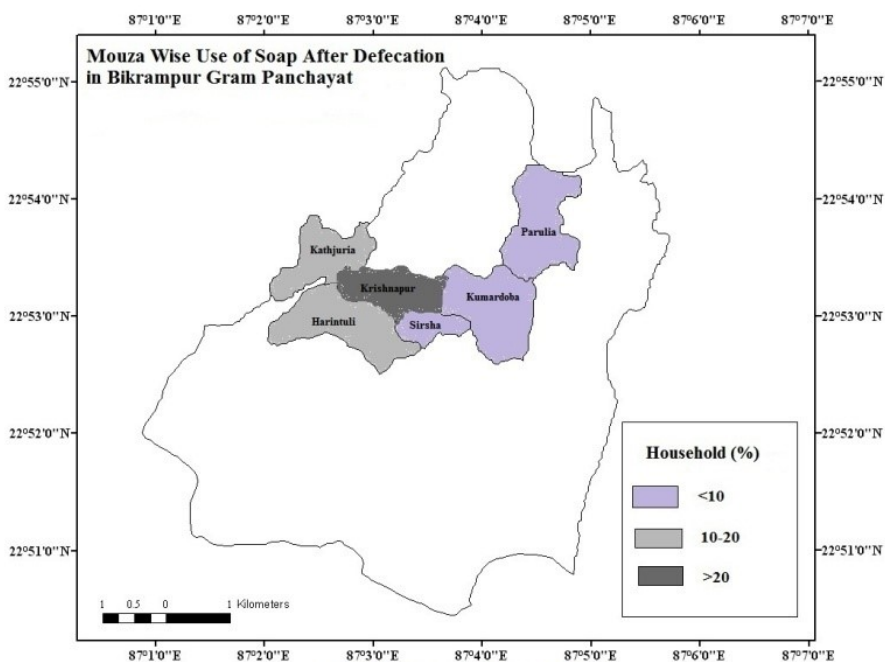 87°1'0"E 87°2'0"E 87°3'0"E 87°4'0"E 87°5'0"E 87°6'0"E 87°7'0"E
Mouza Wise Use of Soap After Defecation
in Bikrampur Gram Panchayat
22°55'0"N 22°55'0"N
22°54'0"N 22°54'0"N
Parulia
Kathjuria
Krishnapur
Kumardoba
22°53'0"N 22°53'0"N
Harintuli
Sirsha
22°52'0"N 22°52'0"N
Household (%)
<10
10-20
>20
22°51'0"N 22°51'0"N
1 0.5 0 1 Kilometers
87°1'0"E 87°2'0"E 87°3'0"E 87°4'0"E 87°5'0"E 87°6'0"E 87°7'0"E